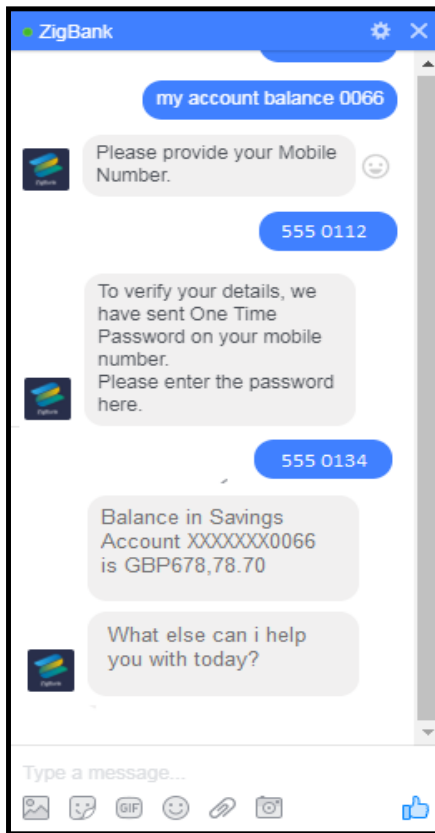 ZigBank
my account balance 0066
Please provide your Mobile
Number.
555 0112
To verify your details, we
have sent One Time
Password on your mobile
number.
Please enter the password
here.
555 0134
Balance in Savings
Account XXXXXXX0066
is GBP678,78.70
What else can i help
you with today?
Type a message...
GIF